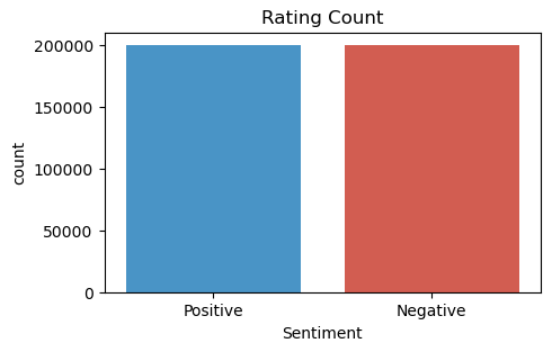 Rating Count
200000
150000
100000
50000
0
count
Positive Negative
Sentiment